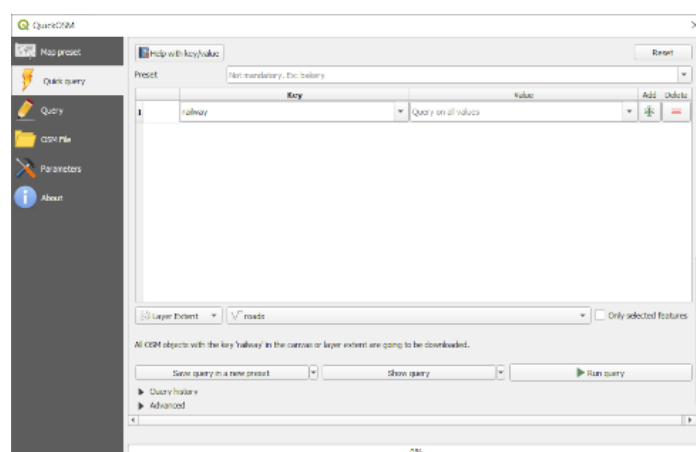 QuickOSM
Map preset
Help with key/value
Reset
Quick query
Preset
Not mandatory. Ex: bakery
Key
Value
Add
Delete
Query
1
railway
Query on all values
OSM File
Parameters
About
Layer Extent
roads
Only selected features
All OSM objects with the key 'railway' in the canvas or layer extent are going to be downloaded.
Save query in a new preset
Show query
Run query
Query history
Advanced
0%